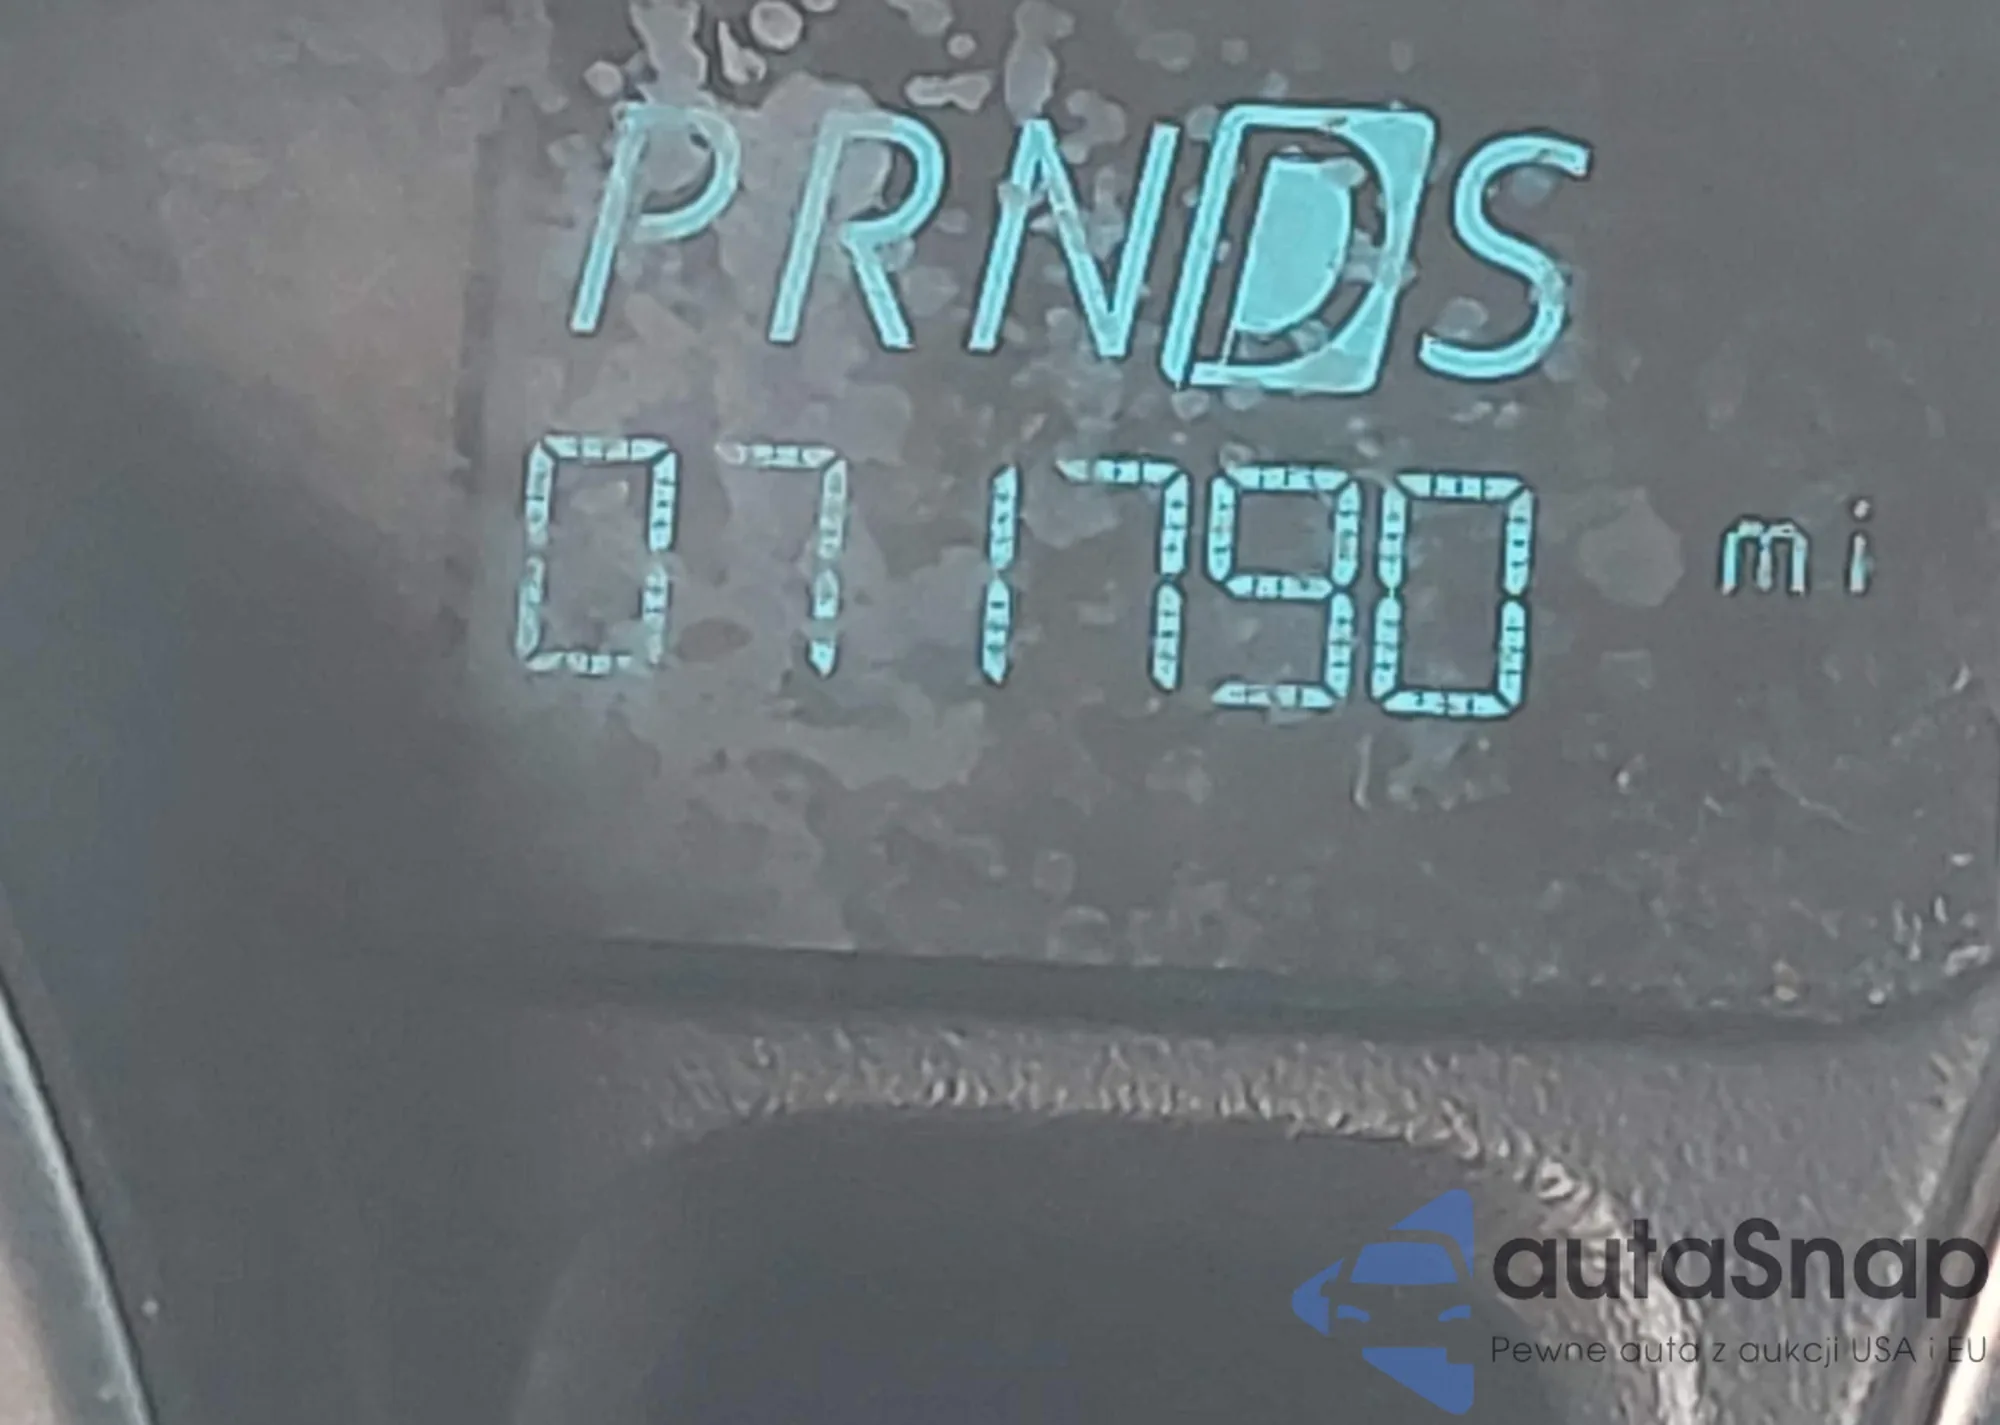 PRNDS
071790 mi
autaSnap
Pewne auta z aukcji USA i EU